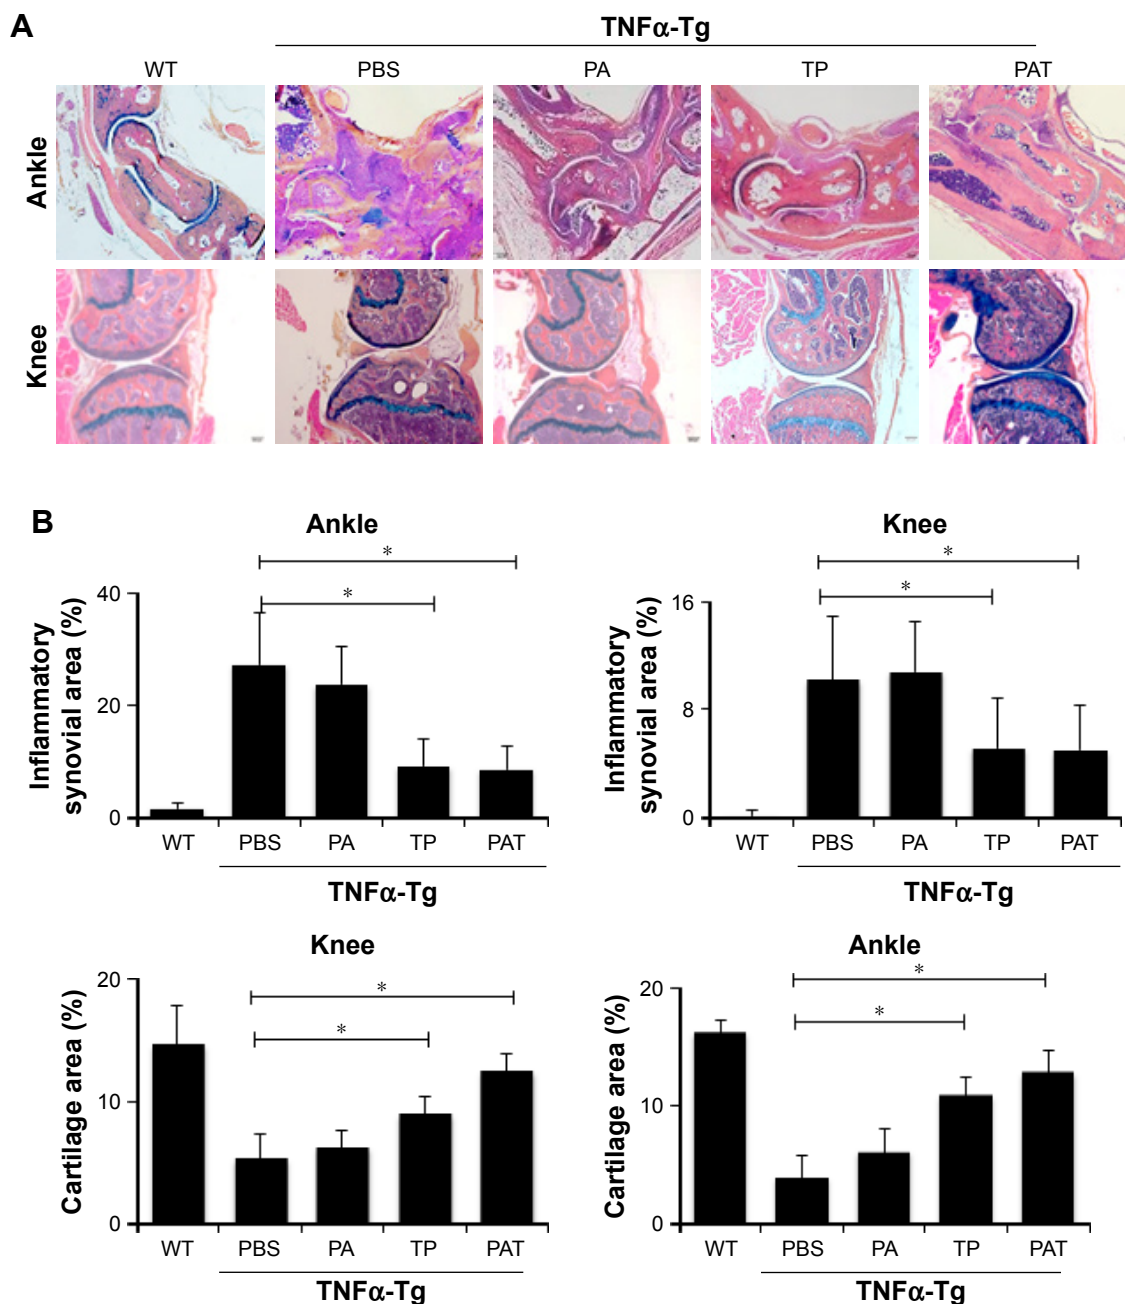 A
TNFα-Tg
WT PBS PA TP PAT
Ankle
Knee
B
Ankle
*
*
Inflammatory
synovial area (%)
40
20
0
WT PBS PA TP PAT
TNFα-Tg
Knee
*
*
Inflammatory
synovial area (%)
16
8
0
WT PBS PA TP PAT
TNFα-Tg
Knee
*
*
Cartilage area (%)
20
10
0
WT PBS PA TP PAT
TNFα-Tg
Ankle
*
*
Cartilage area (%)
20
10
0
WT PBS PA TP PAT
TNFα-Tg